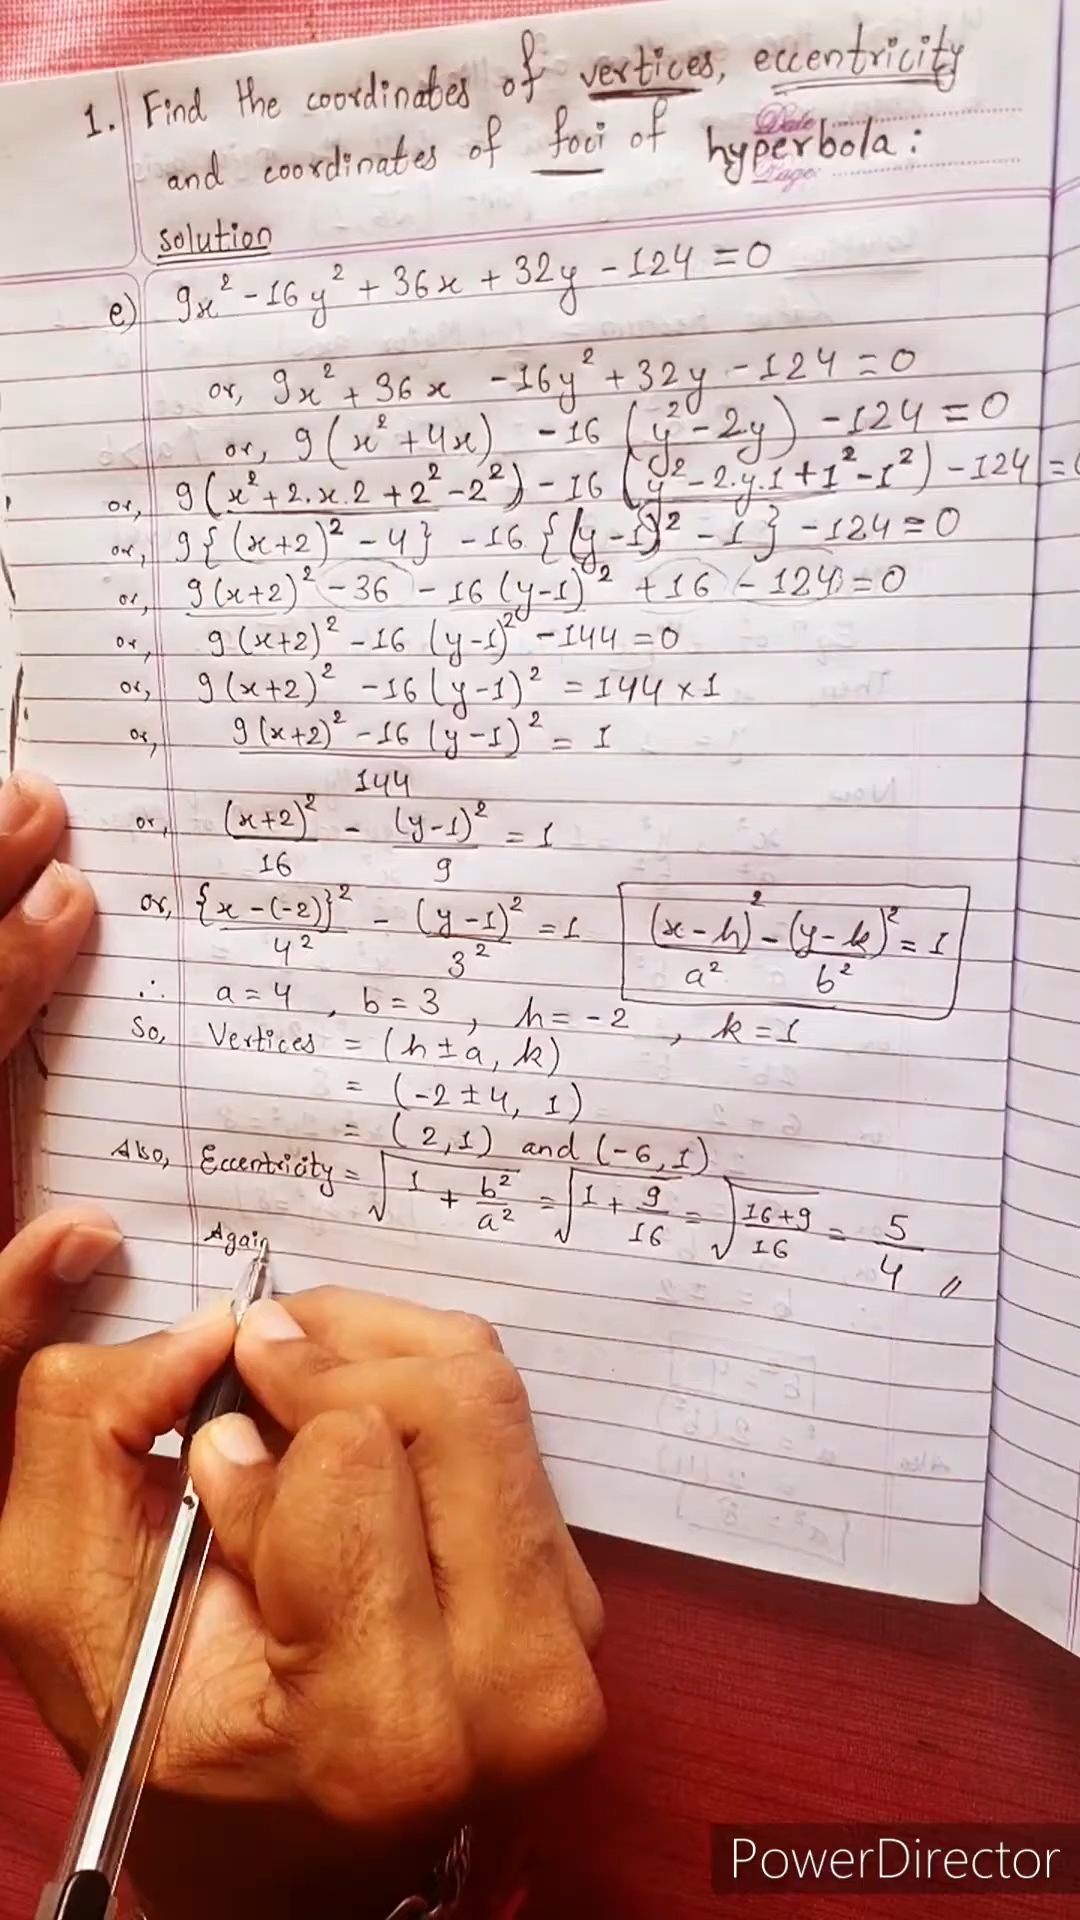 1. Find the coordinates of vertices, eccentricity
Date
and coordinates of foci of hyperbola:
Page
solution
e) 9x² - 16y² + 36x + 32y - 124 = 0
or, 9x² + 36x - 16y² + 32y - 124 = 0
or, 9(x² + 4x) - 16(y² - 2y) - 124 = 0
or, 9(x² + 2.x.2 + 2² - 2²) - 16(y² - 2.y.1 + 1² - 1²) - 124 = 0
or, 9{(x+2)² - 4} - 16{(y-1)² - 1} - 124 = 0
or, 9(x+2)² - 36 - 16(y-1)² + 16 - 124 = 0
or, 9(x+2)² - 16(y-1)² - 144 = 0
or, 9(x+2)² - 16(y-1)² = 144 × 1
or, 9(x+2)² - 16(y-1)² / 144 = 1
or, (x+2)²/16 - (y-1)²/9 = 1
or, {x-(-2)}²/4² - (y-1)²/3² = 1
(x-h)²/a² - (y-k)²/b² = 1
∴ a = 4, b = 3, h = -2, k = 1
So, Vertices = (h ± a, k)
= (-2 ± 4, 1)
= (2, 1) and (-6, 1)
Also, Eccentricity = √(1 + b²/a²) = √(1 + 9/16) = √((16+9)/16) = 5/4 //
Again
PowerDirector